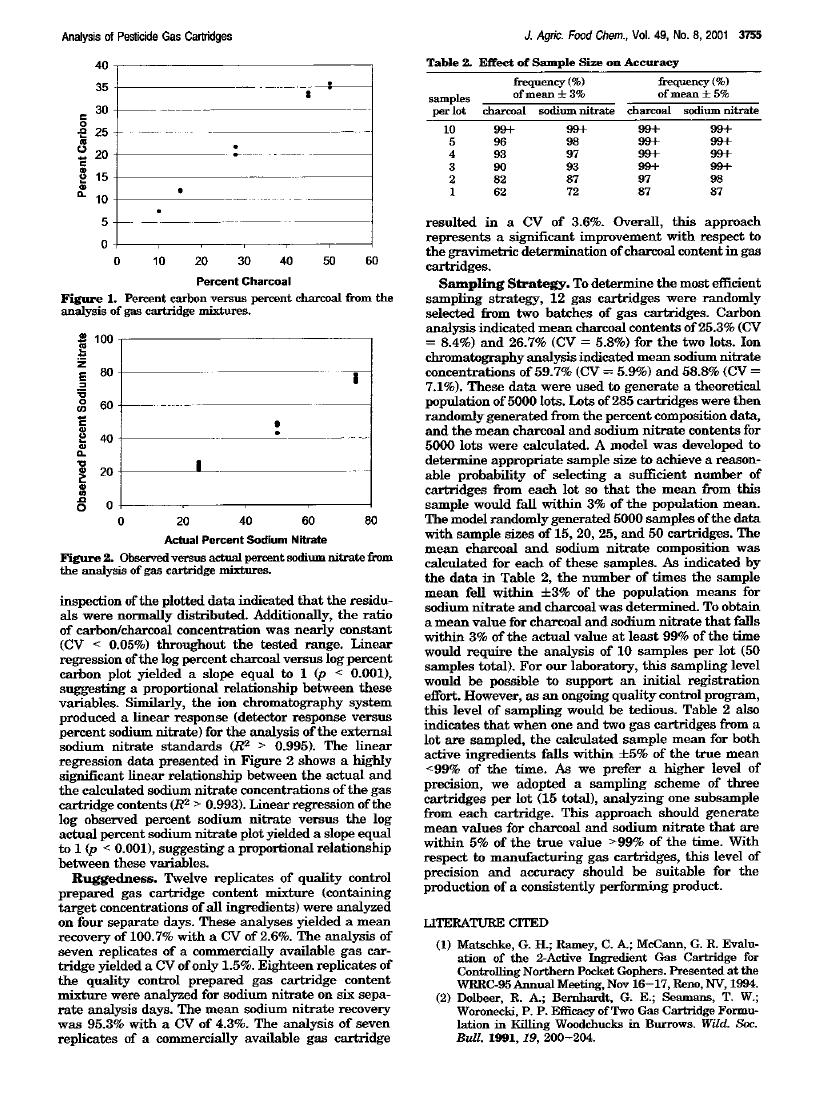 Analysis of Pesticide Gas Cartridges
J. Agric. Food Chem., Vol. 49, No. 8, 2001 3755
40
35
30
25
20
15
10
5
0
Percent Carbon
0 10 20 30 40 50 60
Percent Charcoal
Figure 1. Percent carbon versus percent charcoal from the
analysis of gas cartridge mixtures.
100
80
60
40
20
0
Observed Percent Sodium Nitrate
0 20 40 60 80
Actual Percent Sodium Nitrate
Figure 2. Observed versus actual percent sodium nitrate from
the analysis of gas cartridge mixtures.
inspection of the plotted data indicated that the residu-
als were normally distributed. Additionally, the ratio
of carbon/charcoal concentration was nearly constant
(CV < 0.05%) throughout the tested range. Linear
regression of the log percent charcoal versus log percent
carbon plot yielded a slope equal to 1 (p < 0.001),
suggesting a proportional relationship between these
variables. Similarly, the ion chromatography system
produced a linear response (detector response versus
percent sodium nitrate) for the analysis of the external
sodium nitrate standards (R² > 0.995). The linear
regression data presented in Figure 2 shows a highly
significant linear relationship between the actual and
the calculated sodium nitrate concentrations of the gas
cartridge contents (R² > 0.993). Linear regression of the
log observed percent sodium nitrate versus the log
actual percent sodium nitrate plot yielded a slope equal
to 1 (p < 0.001), suggesting a proportional relationship
between these variables.
Ruggedness. Twelve replicates of quality control
prepared gas cartridge content mixture (containing
target concentrations of all ingredients) were analyzed
on four separate days. These analyses yielded a mean
recovery of 100.7% with a CV of 2.6%. The analysis of
seven replicates of a commercially available gas car-
tridge yielded a CV of only 1.5%. Eighteen replicates of
the quality control prepared gas cartridge content
mixture were analyzed for sodium nitrate on six sepa-
rate analysis days. The mean sodium nitrate recovery
was 95.3% with a CV of 4.3%. The analysis of seven
replicates of a commercially available gas cartridge
Table 2. Effect of Sample Size on Accuracy
frequency (%) frequency (%)
samples of mean ± 3% of mean ± 5%
per lot charcoal sodium nitrate charcoal sodium nitrate
10 99+ 99+ 99+ 99+
5 96 98 99+ 99+
4 93 97 99+ 99+
3 90 93 99+ 99+
2 82 87 97 98
1 62 72 87 87
resulted in a CV of 3.6%. Overall, this approach
represents a significant improvement with respect to
the gravimetric determination of charcoal content in gas
cartridges.
Sampling Strategy. To determine the most efficient
sampling strategy, 12 gas cartridges were randomly
selected from two batches of gas cartridges. Carbon
analysis indicated mean charcoal contents of 25.3% (CV
= 8.4%) and 26.7% (CV = 5.8%) for the two lots. Ion
chromatography analysis indicated mean sodium nitrate
concentrations of 59.7% (CV = 5.9%) and 58.8% (CV =
7.1%). These data were used to generate a theoretical
population of 5000 lots. Lots of 285 cartridges were then
randomly generated from the percent composition data,
and the mean charcoal and sodium nitrate contents for
5000 lots were calculated. A model was developed to
determine appropriate sample size to achieve a reason-
able probability of selecting a sufficient number of
cartridges from each lot so that the mean from this
sample would fall within 3% of the population mean.
The model randomly generated 5000 samples of the data
with sample sizes of 15, 20, 25, and 50 cartridges. The
mean charcoal and sodium nitrate composition was
calculated for each of these samples. As indicated by
the data in Table 2, the number of times the sample
mean fell within ±3% of the population means for
sodium nitrate and charcoal was determined. To obtain
a mean value for charcoal and sodium nitrate that falls
within 3% of the actual value at least 99% of the time
would require the analysis of 10 samples per lot (50
samples total). For our laboratory, this sampling level
would be possible to support an initial registration
effort. However, as an ongoing quality control program,
this level of sampling would be tedious. Table 2 also
indicates that when one and two gas cartridges from a
lot are sampled, the calculated sample mean for both
active ingredients falls within ±5% of the true mean
<99% of the time. As we prefer a higher level of
precision, we adopted a sampling scheme of three
cartridges per lot (15 total), analyzing one subsample
from each cartridge. This approach should generate
mean values for charcoal and sodium nitrate that are
within 5% of the true value >99% of the time. With
respect to manufacturing gas cartridges, this level of
precision and accuracy should be suitable for the
production of a consistently performing product.
LITERATURE CITED
(1) Matschke, G. H.; Ramey, C. A.; McCann, G. R. Evalu-
ation of the 2-Active Ingredient Gas Cartridge for
Controlling Northern Pocket Gophers. Presented at the
WRRC-95 Annual Meeting, Nov 16–17, Reno, NV, 1994.
(2) Dolbeer, R. A.; Bernhardt, G. E.; Seamans, T. W.;
Woronecki, P. P. Efficacy of Two Gas Cartridge Formu-
lation in Killing Woodchucks in Burrows. Wild. Soc.
Bull. 1991, 19, 200–204.